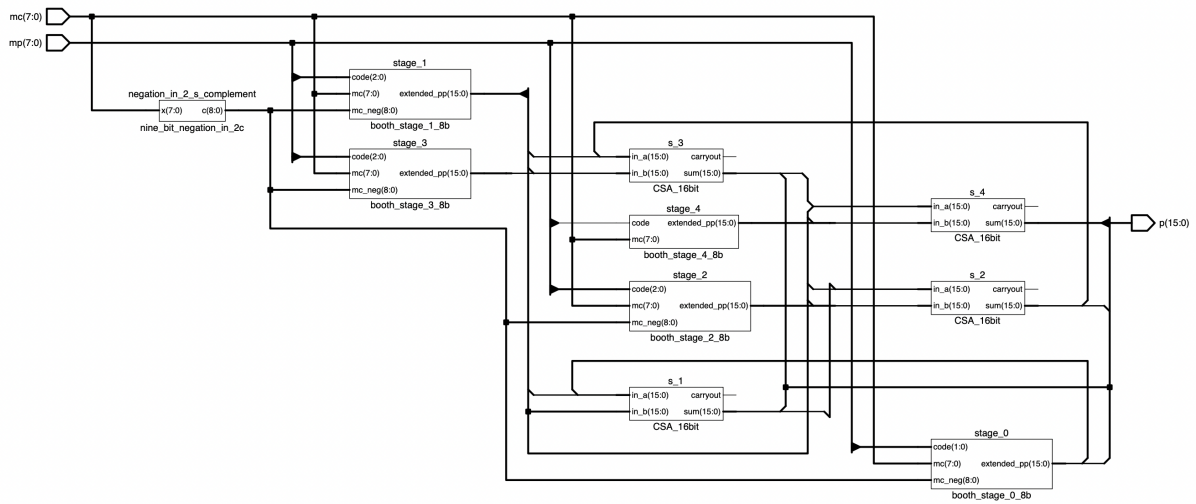 mc(7:0)
mp(7:0)
negation_in_2_s_complement
x(7:0) c(8:0)
nine_bit_negation_in_2c
stage_1
code(2:0)
mc(7:0) extended_pp(15:0)
mc_neg(8:0)
booth_stage_1_8b
stage_3
code(2:0)
mc(7:0) extended_pp(15:0)
mc_neg(8:0)
booth_stage_3_8b
s_3
in_a(15:0) carryout
in_b(15:0) sum(15:0)
CSA_16bit
stage_4
code extended_pp(15:0)
mc(7:0)
booth_stage_4_8b
stage_2
code(2:0)
mc(7:0) extended_pp(15:0)
mc_neg(8:0)
booth_stage_2_8b
s_1
in_a(15:0) carryout
in_b(15:0) sum(15:0)
CSA_16bit
s_4
in_a(15:0) carryout
in_b(15:0) sum(15:0)
CSA_16bit
s_2
in_a(15:0) carryout
in_b(15:0) sum(15:0)
CSA_16bit
stage_0
code(1:0)
mc(7:0) extended_pp(15:0)
mc_neg(8:0)
booth_stage_0_8b
p(15:0)